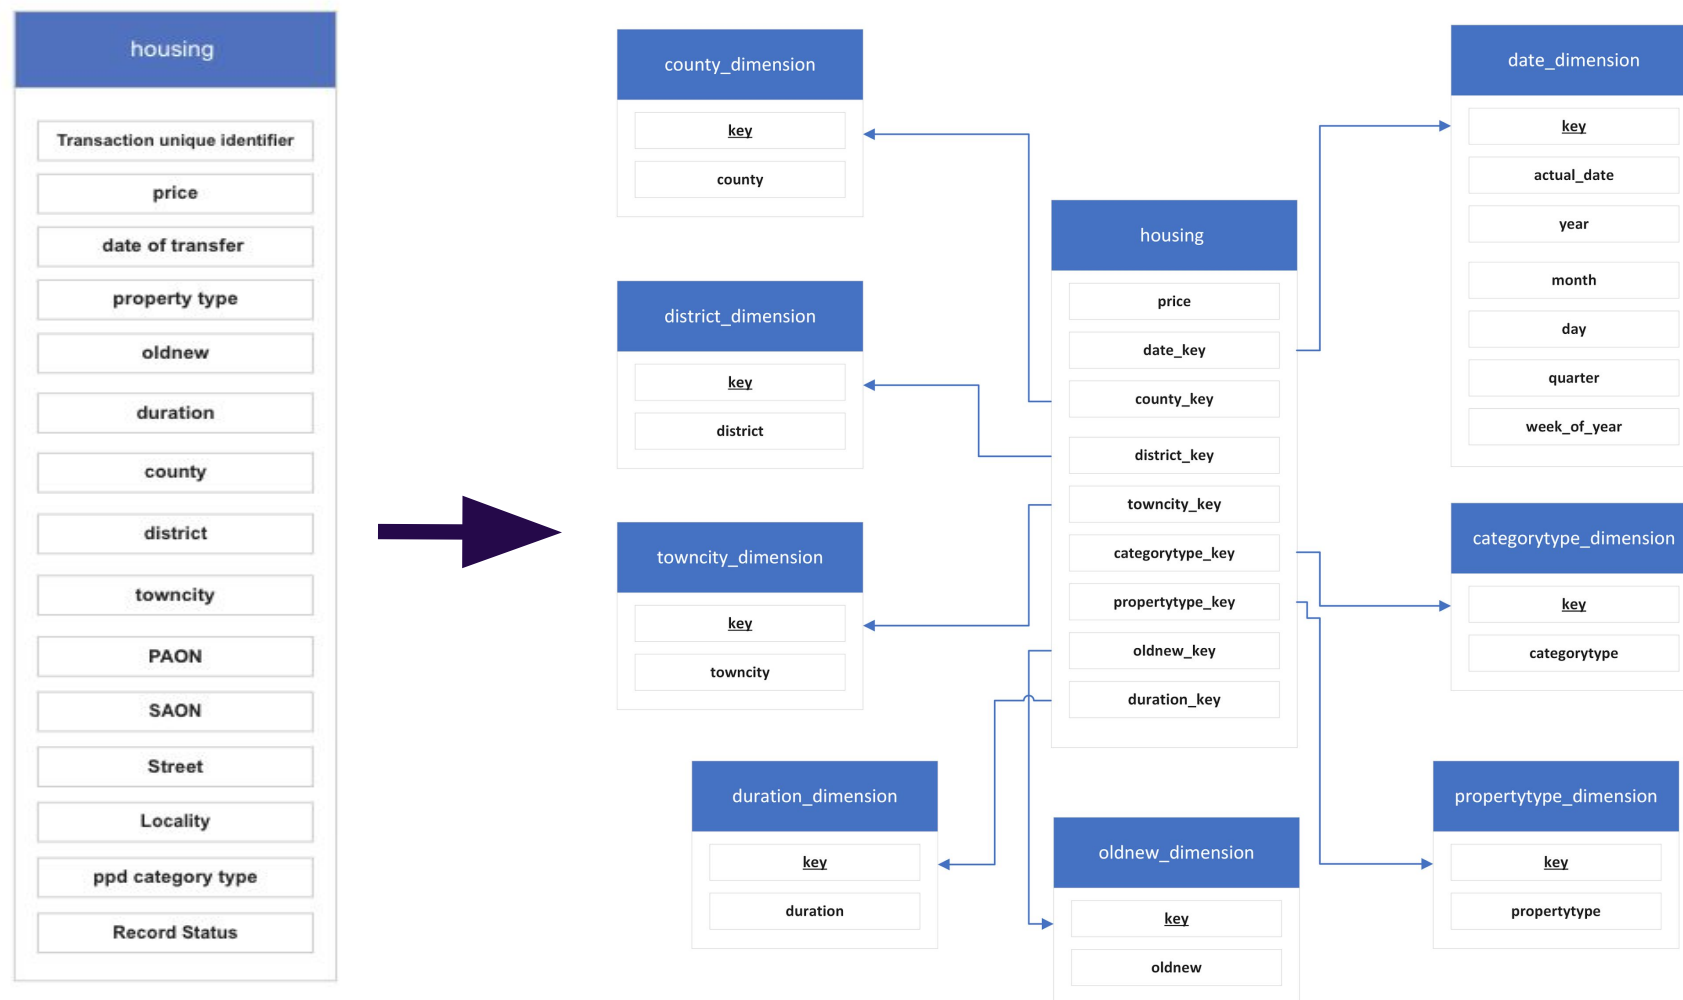 housing
Transaction unique identifier
price
date of transfer
property type
oldnew
duration
county
district
towncity
PAON
SAON
Street
Locality
ppd category type
Record Status
county_dimension
key
county
district_dimension
key
district
towncity_dimension
key
towncity
duration_dimension
key
duration
housing
price
date_key
county_key
district_key
towncity_key
categorytype_key
propertytype_key
oldnew_key
duration_key
oldnew_dimension
key
oldnew
date_dimension
key
actual_date
year
month
day
quarter
week_of_year
categorytype_dimension
key
categorytype
propertytype_dimension
key
propertytype